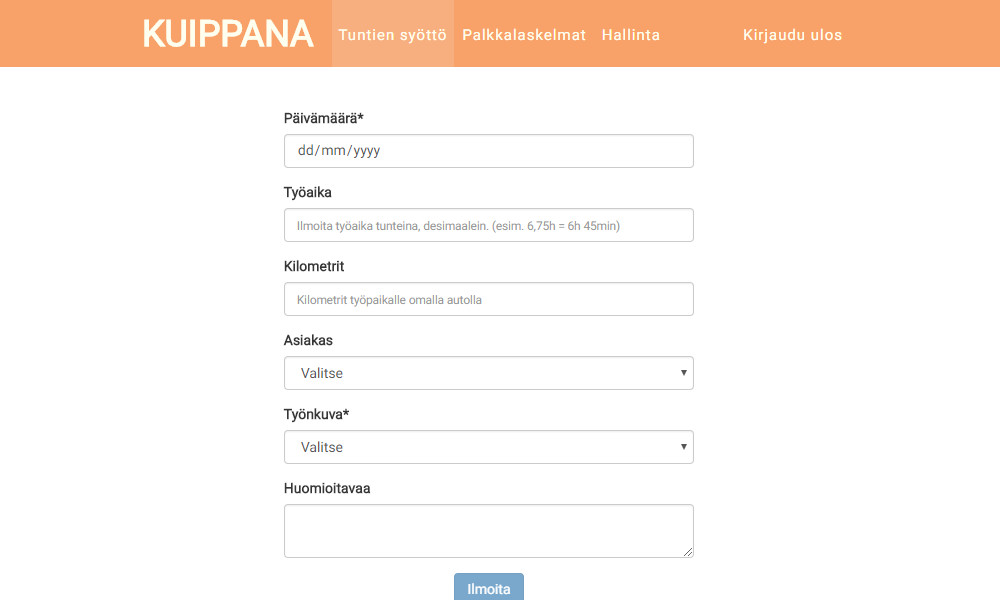 KUIPPANA Tuntien syöttö Palkkalaskelmat Hallinta Kirjaudu ulos
Päivämäärä*
dd/mm/yyyy
Työaika
Ilmoita työaika tunteina, desimaalein. (esim. 6,75h = 6h 45min)
Kilometrit
Kilometrit työpaikalle omalla autolla
Asiakas
Valitse
Työnkuva*
Valitse
Huomioitavaa
Ilmoita